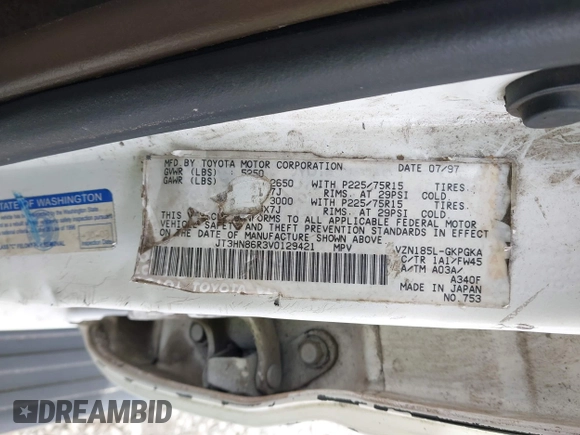 MFD BY TOYOTA MOTOR CORPORATION DATE 07/97
GVWR (LBS) 5250
GAWR (LBS) 2650 WITH P225/75R15 TIRES.
7J RIMS. AT 29PSI COLD
3000 WITH P225/75R15 TIRES.
X7J RIMS. AT 29PSI COLD
THIS CONFORMS TO ALL APPLICABLE FEDERAL MOTOR
VEHICLE THEFT PREVENTION STANDARDS IN EFFECT
ON THE DATE OF MANUFACTURE SHOWN ABOVE.
JT3HN86R3V0129421 MPV
VZN185L-GKPGKA
C/TR 1A1/FW45
A/TM A03A/
A340F
MADE IN JAPAN
NO.753
TOYOTA
STATE OF WASHINGTON
DREAMBID